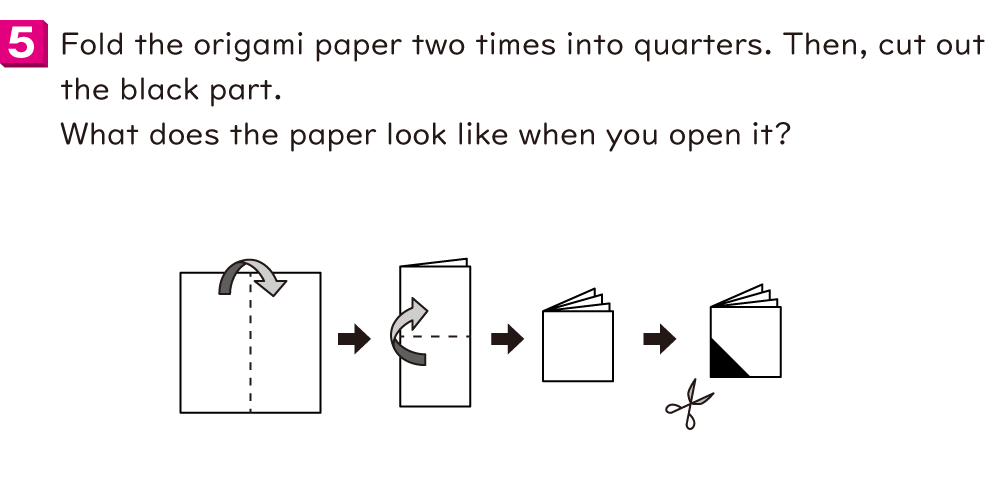 5 Fold the origami paper two times into quarters. Then, cut out
the black part.
What does the paper look like when you open it?